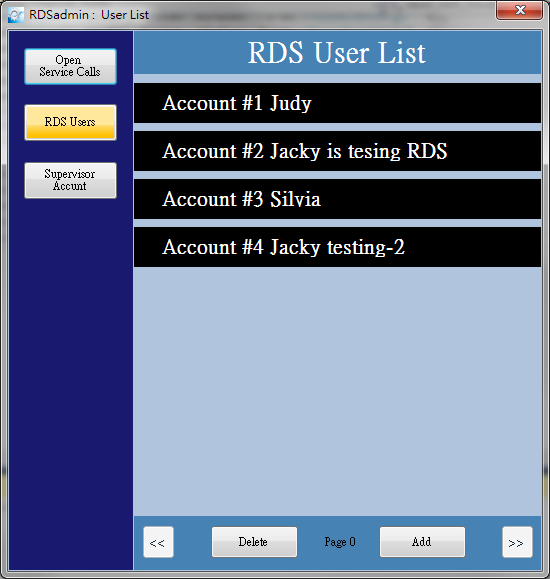 RDSadmin : User List
Open
Service Calls
RDS Users
Supervisor
Accunt
RDS User List
Account #1 Judy
Account #2 Jacky is tesing RDS
Account #3 Silvia
Account #4 Jacky testing-2
<< Delete Page 0 Add >>